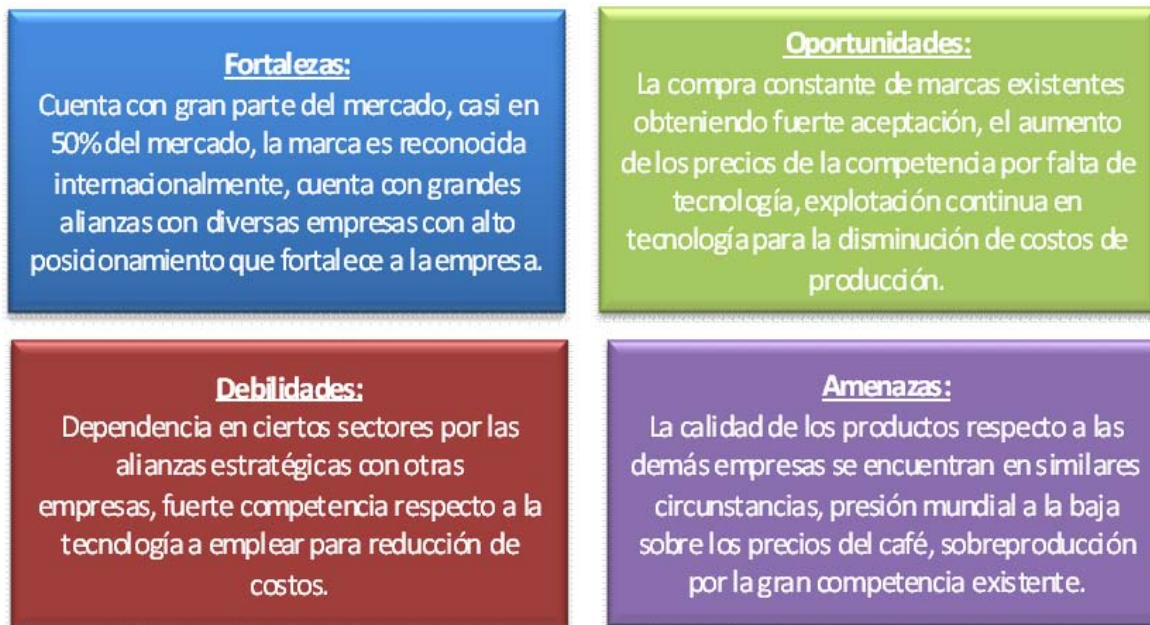 Fortalezas:
Cuenta con gran parte del mercado, casi en
50% del mercado, la marca es reconocida
internacionalmente, cuenta con grandes
alianzas con diversas empresas con alto
posicionamiento que fortalece a la empresa.
Oportunidades:
La compra constante de marcas existentes
obteniendo fuerte aceptación, el aumento
de los precios de la competencia por falta de
tecnología, explotación continua en
tecnología para la disminución de costos de
producción.
Debilidades:
Dependencia en ciertos sectores por las
alianzas estratégicas con otras
empresas, fuerte competencia respecto a la
tecnología a emplear para reducción de
costos.
Amenazas:
La calidad de los productos respecto a las
demás empresas se encuentran en similares
circunstancias, presión mundial a la baja
sobre los precios del café, sobreproducción
por la gran competencia existente.